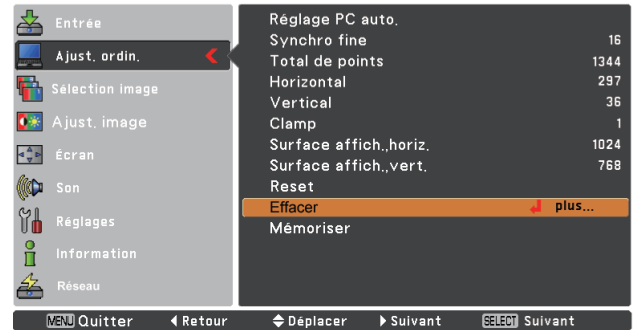 Entrée
Ajust. ordin.
Sélection image
Ajust. image
Écran
Son
Réglages
Information
Réseau
Réglage PC auto.
Synchro fine 16
Total de points 1344
Horizontal 297
Vertical 36
Clamp 1
Surface affich.,horiz. 1024
Surface affich.,vert. 768
Reset
Effacer plus...
Mémoriser
MENU Quitter Retour Déplacer Suivant SELECT Suivant